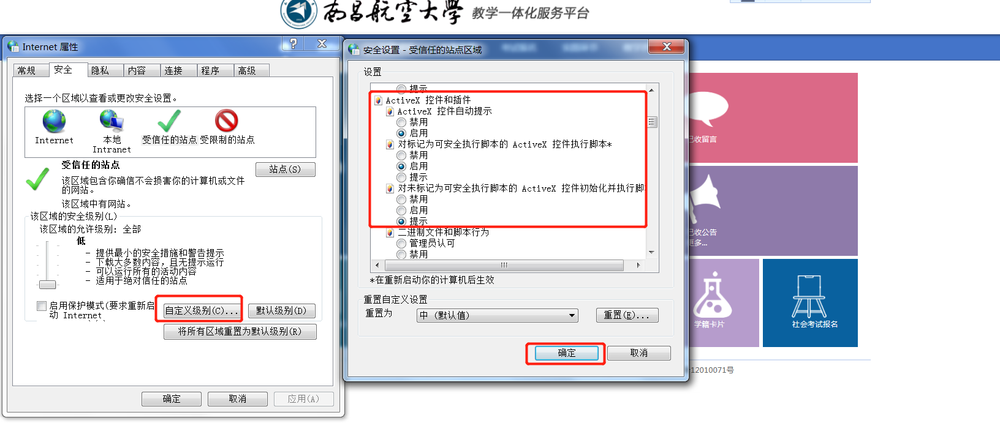 南昌航空大学 教学一体化服务平台
Internet 属性
常规 安全 隐私 内容 连接 程序 高级
选择一个区域以查看或更改安全设置。
Internet
本地
Intranet
受信任的站点
受限制的站点
受信任的站点
站点(S)
该区域包含你确信不会损害你的计算机或文件
的网站。
该区域中有网站。
该区域的安全级别(L)
该区域的允许级别: 全部
低
- 提供最小的安全措施和警告提示
- 下载大多数内容，且无提示运行
- 可以运行所有的活动内容
- 适用于绝对信任的站点
启用保护模式(要求重新启
动 Internet
自定义级别(C)...
默认级别(D)
将所有区域重置为默认级别(R)
确定 取消 应用(A)
安全设置 - 受信任的站点区域
设置
提示
ActiveX 控件和插件
ActiveX 控件自动提示
禁用
启用
对标记为可安全执行脚本的 ActiveX 控件执行脚本*
禁用
启用
提示
对未标记为可安全执行脚本的 ActiveX 控件初始化并执行脚
禁用
启用
提示
二进制文件和脚本行为
管理员认可
禁用
*在重新启动你的计算机后生效
重置自定义设置
重置为
中 (默认值)
重置(E)...
确定 取消
已收留言
已收公告
更多...
学籍卡片
社会考试报名
12010071号